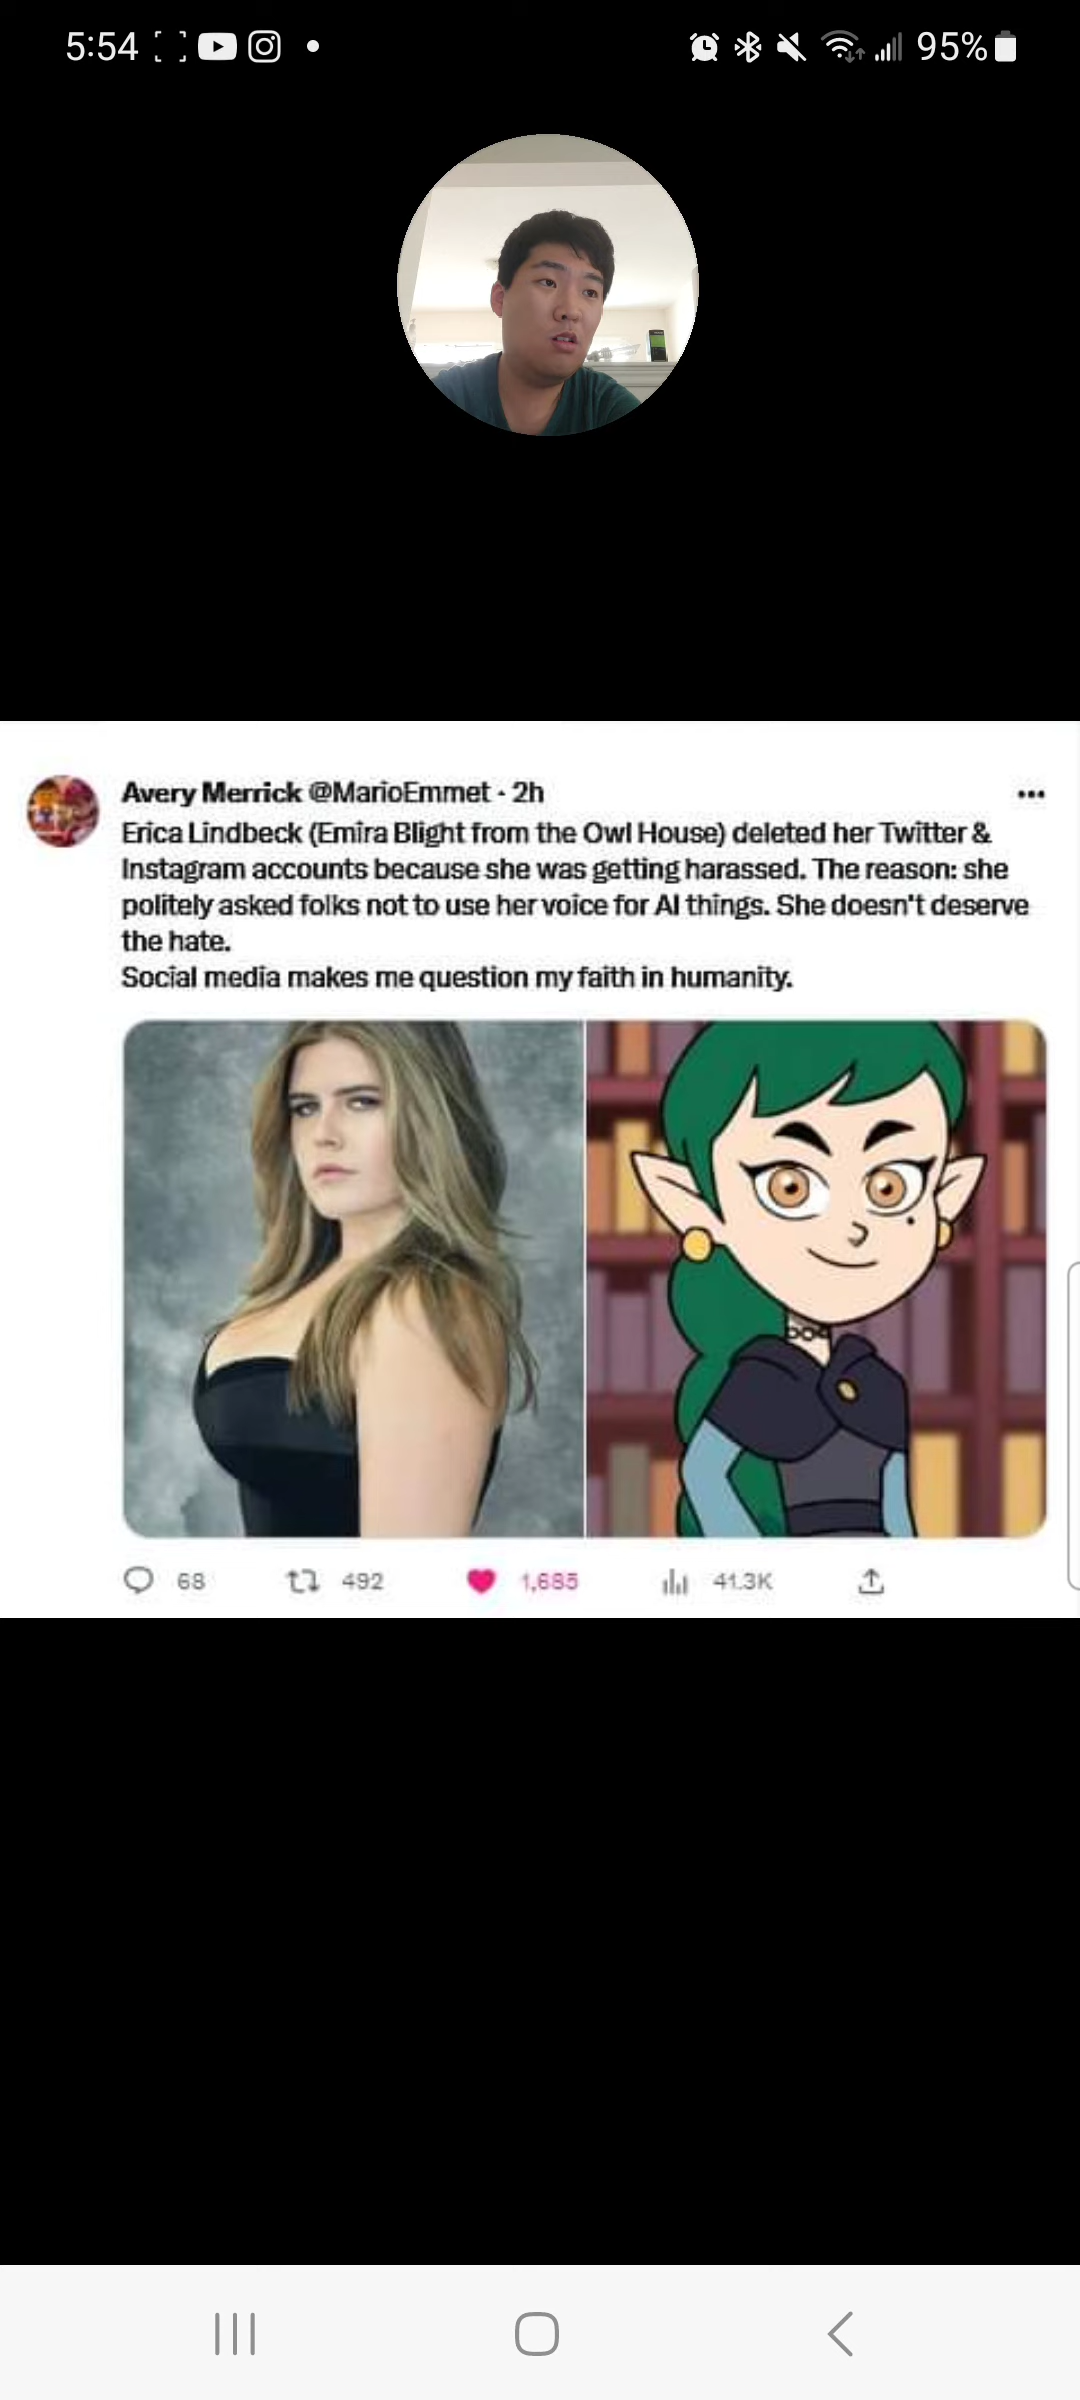 5:54
95%
Avery Merrick @MarioEmmet · 2h
Erica Lindbeck (Emira Blight from the Owl House) deleted her Twitter &
Instagram accounts because she was getting harassed. The reason: she
politely asked folks not to use her voice for AI things. She doesn't deserve
the hate.
Social media makes me question my faith in humanity.
68 492 1,685 41.3K